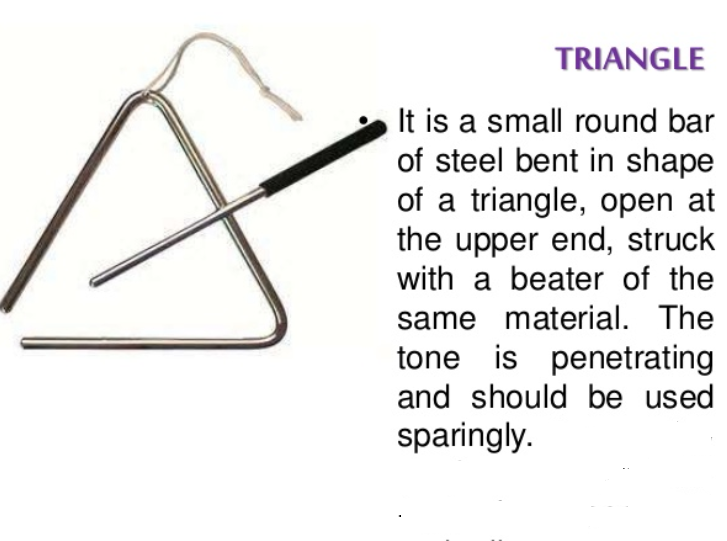 TRIANGLE
• It is a small round bar
of steel bent in shape
of a triangle, open at
the upper end, struck
with a beater of the
same material. The
tone is penetrating
and should be used
sparingly.